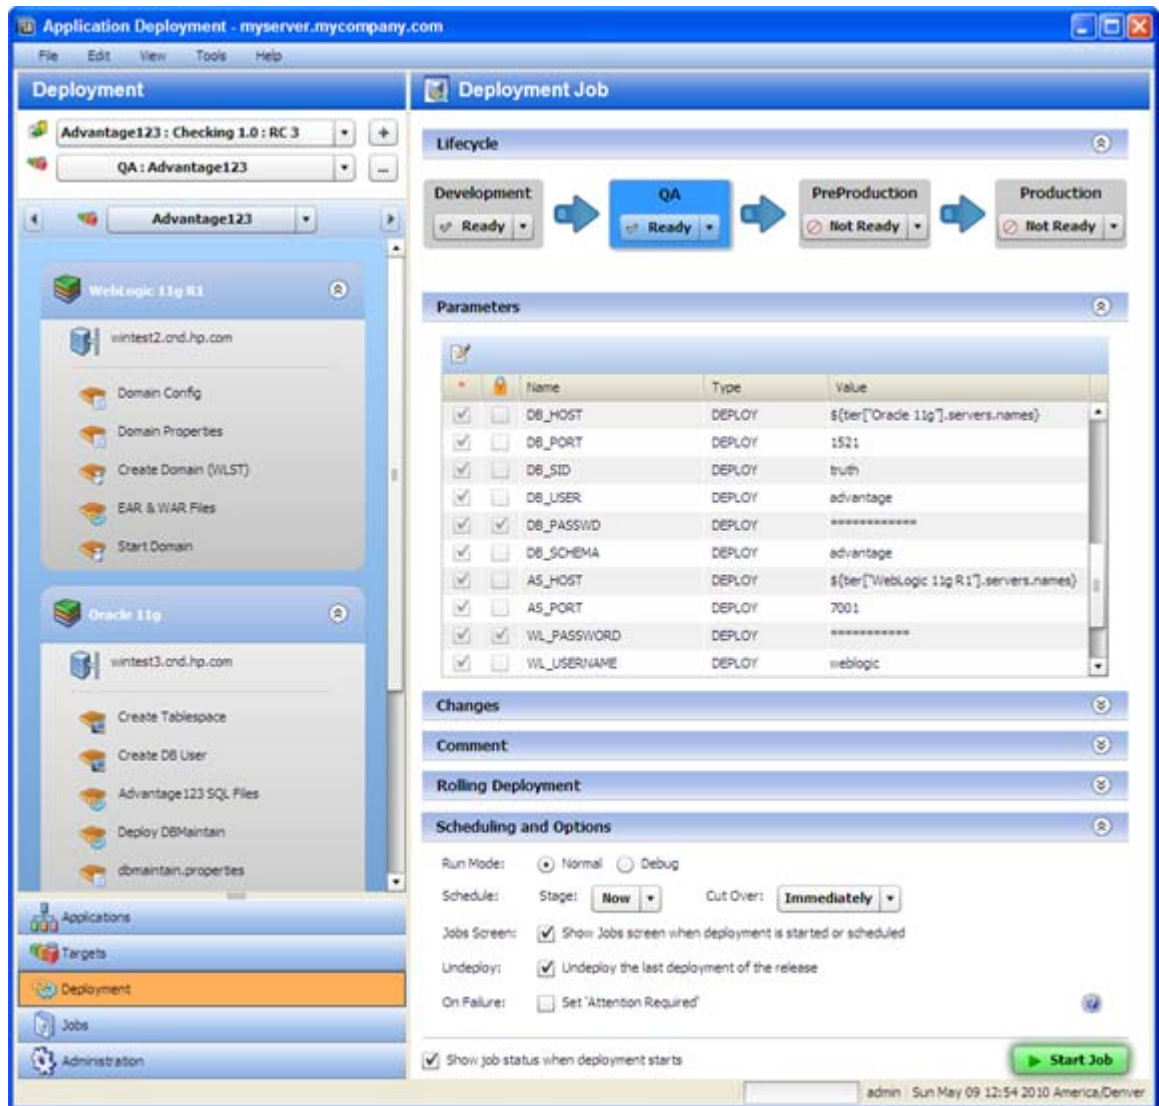 Application Deployment - myserver.mycompany.com
File Edit View Tools Help
Deployment
Advantage123 : Checking 1.0 : RC 3
+
QA : Advantage123
...
Advantage123
WebLogic 11g R1
wintest2.cnd.hp.com
Domain Config
Domain Properties
Create Domain (WLST)
EAR & WAR Files
Start Domain
Oracle 11g
wintest3.cnd.hp.com
Create Tablespace
Create DB User
Advantage123 SQL Files
Deploy DBMaintain
dbmaintain.properties
Applications
Targets
Deployment
Jobs
Administration
Deployment Job
Lifecycle
Development
Ready
QA
Ready
PreProduction
Not Ready
Production
Not Ready
Parameters
* Name Type Value
DB_HOST DEPLOY ${tier["Oracle 11g"].servers.names}
DB_PORT DEPLOY 1521
DB_SID DEPLOY truth
DB_USER DEPLOY advantage
DB_PASSWD DEPLOY ************
DB_SCHEMA DEPLOY advantage
AS_HOST DEPLOY ${tier["WebLogic 11g R1"].servers.names}
AS_PORT DEPLOY 7001
WL_PASSWORD DEPLOY ***********
WL_USERNAME DEPLOY weblogic
Changes
Comment
Rolling Deployment
Scheduling and Options
Run Mode: Normal Debug
Schedule: Stage: Now Cut Over: Immediately
Jobs Screen: Show Jobs screen when deployment is started or scheduled
Undeploy: Undeploy the last deployment of the release
On Failure: Set 'Attention Required'
Show job status when deployment starts
Start Job
admin Sun May 09 12:54 2010 America/Denver